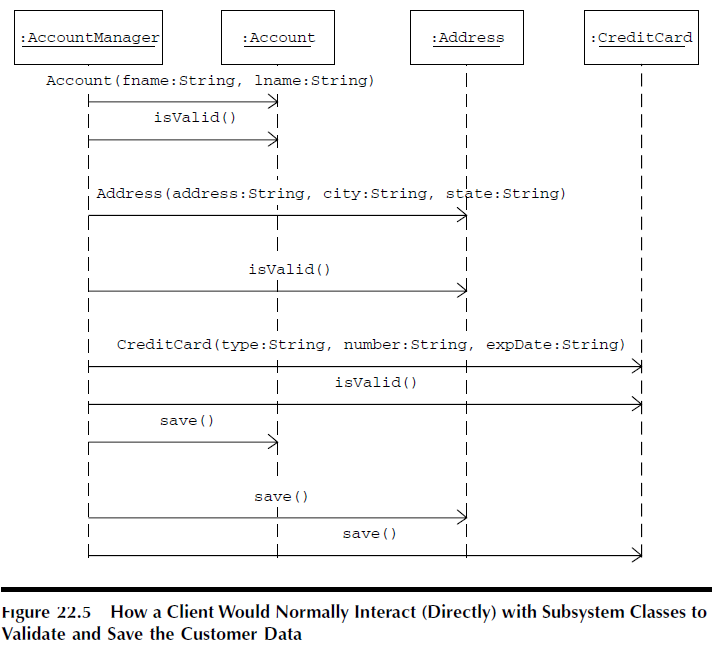 :AccountManager :Account :Address :CreditCard
Account(fname:String, lname:String)
isValid()
Address(address:String, city:String, state:String)
isValid()
CreditCard(type:String, number:String, expDate:String)
isValid()
save()
save()
save()
Figure 22.5 How a Client Would Normally Interact (Directly) with Subsystem Classes to
Validate and Save the Customer Data